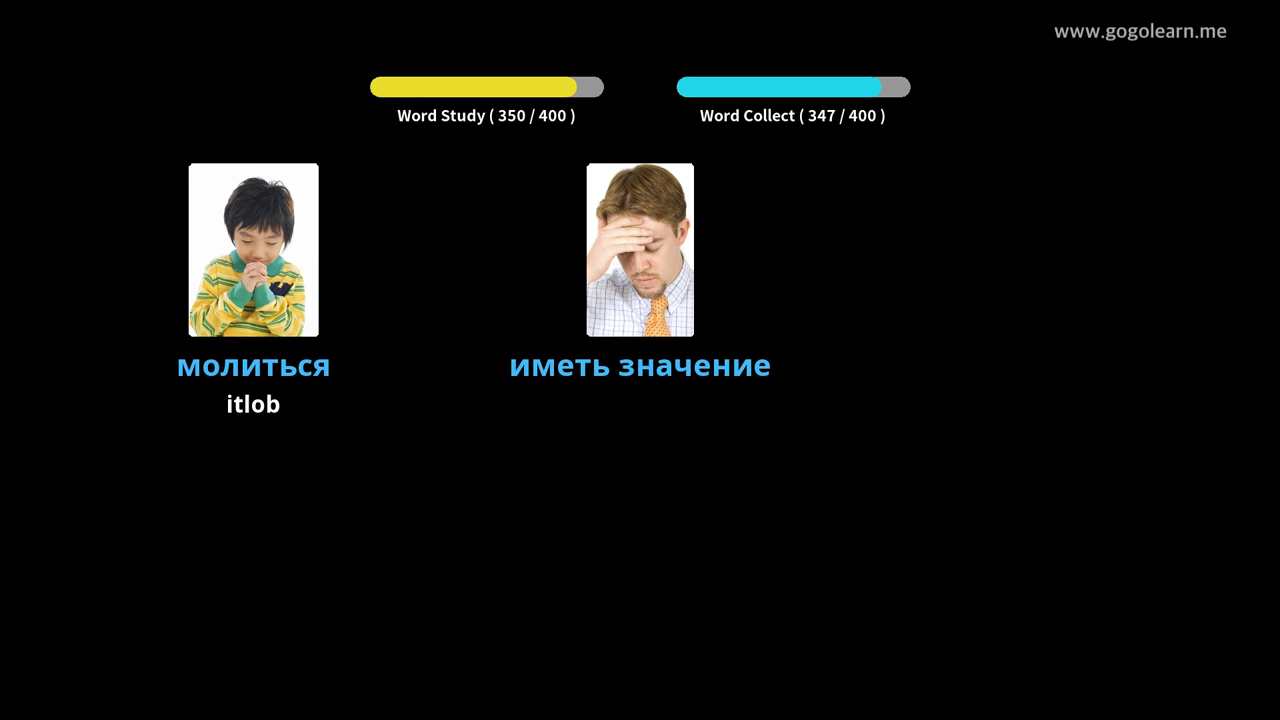 www.gogolearn.me
Word Study ( 350 / 400 )
Word Collect ( 347 / 400 )
молиться
иметь значение
itlob